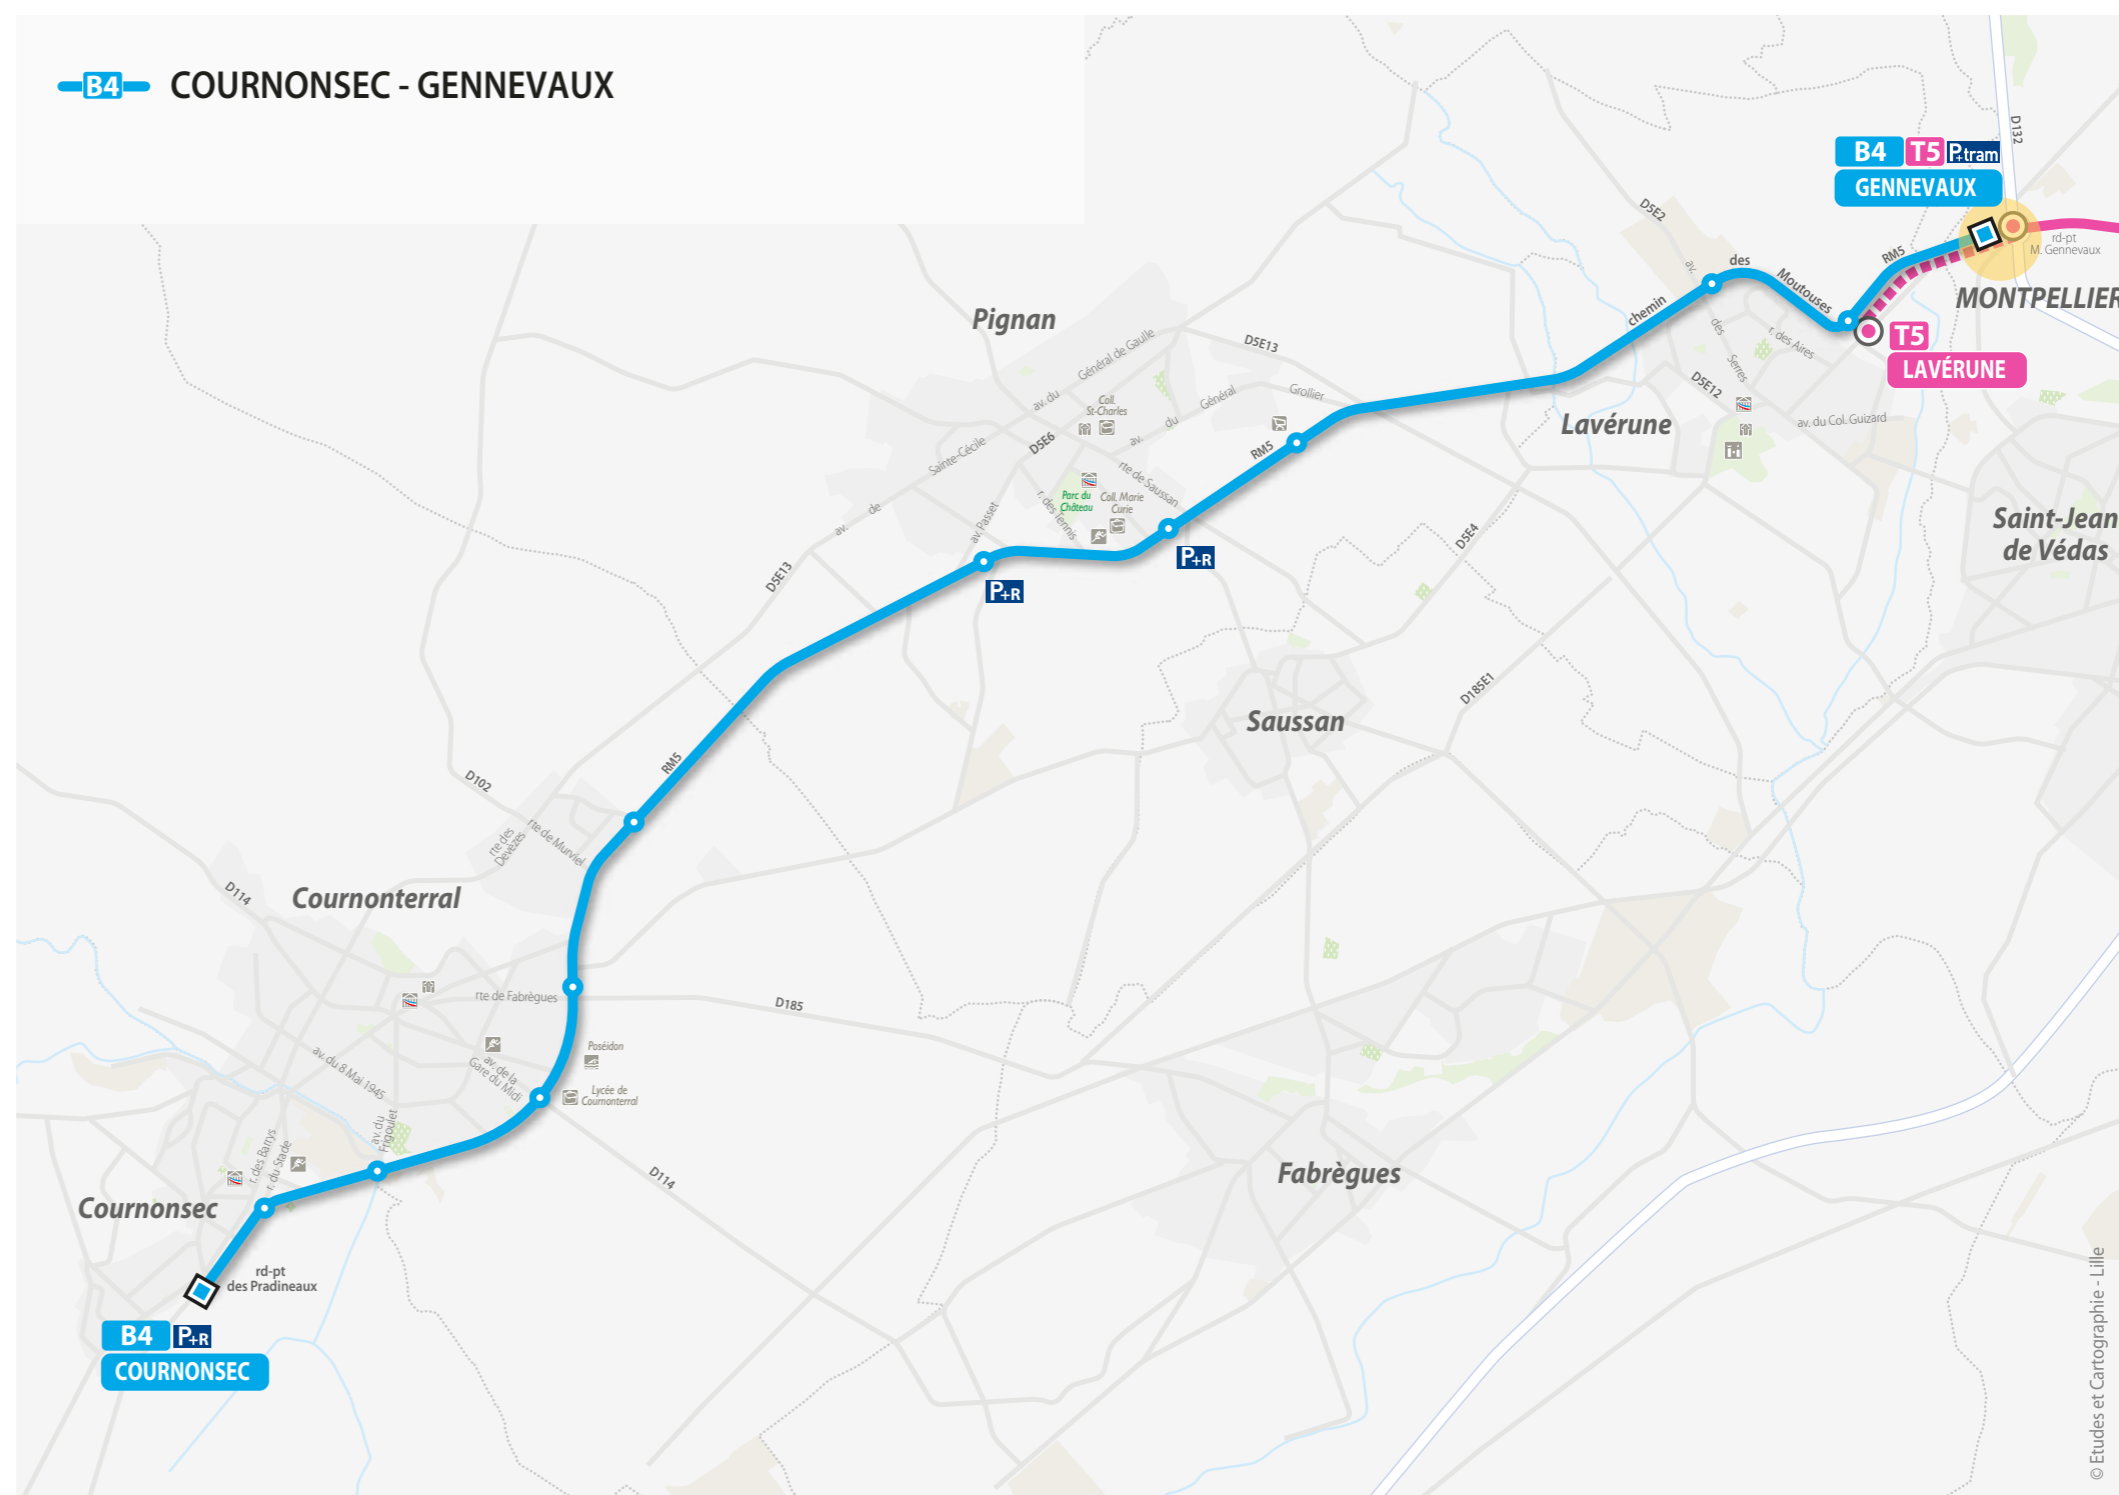 B4 COURNONSEC - GENNEVAUX
D132
B4 T5 P+tram
GENNEVAUX
D5E2
rd-pt
M. Gennevaux
RM5
des
av.
Moutouses
MONTPELLIER
chemin
Pignan
D5E13
Général de Gaulle
av. du
des
r. des Aires
Serres
T5
LAVÉRUNE
D5E12
Général
Grollier
Coll.
St-Charles
du
av.
av. du Col. Guizard
Lavérune
D5E6
Sainte-Cécile
RM5
rte de Saussan
Parc du
Château
Coll. Marie
Curie
r. des Tennis
de
av.
av. Passet
Saint-Jean
de Védas
D5E4
P+R
P+R
D5E13
D185E1
Saussan
RM5
D102
rte des
Devèzes
rte de Murviel
D114
Cournonterral
rte de Fabrègues
D185
Poséidon
av. de la
Gare du Midi
Lycée de
Cournonterral
av. du 8 Mai 1945
av. du
Frigoulet
r. des Barrys
r. du Stade
D114
Fabrègues
Cournonsec
rd-pt
des Pradineaux
B4 P+R
COURNONSEC
© Etudes et Cartographie - Lille